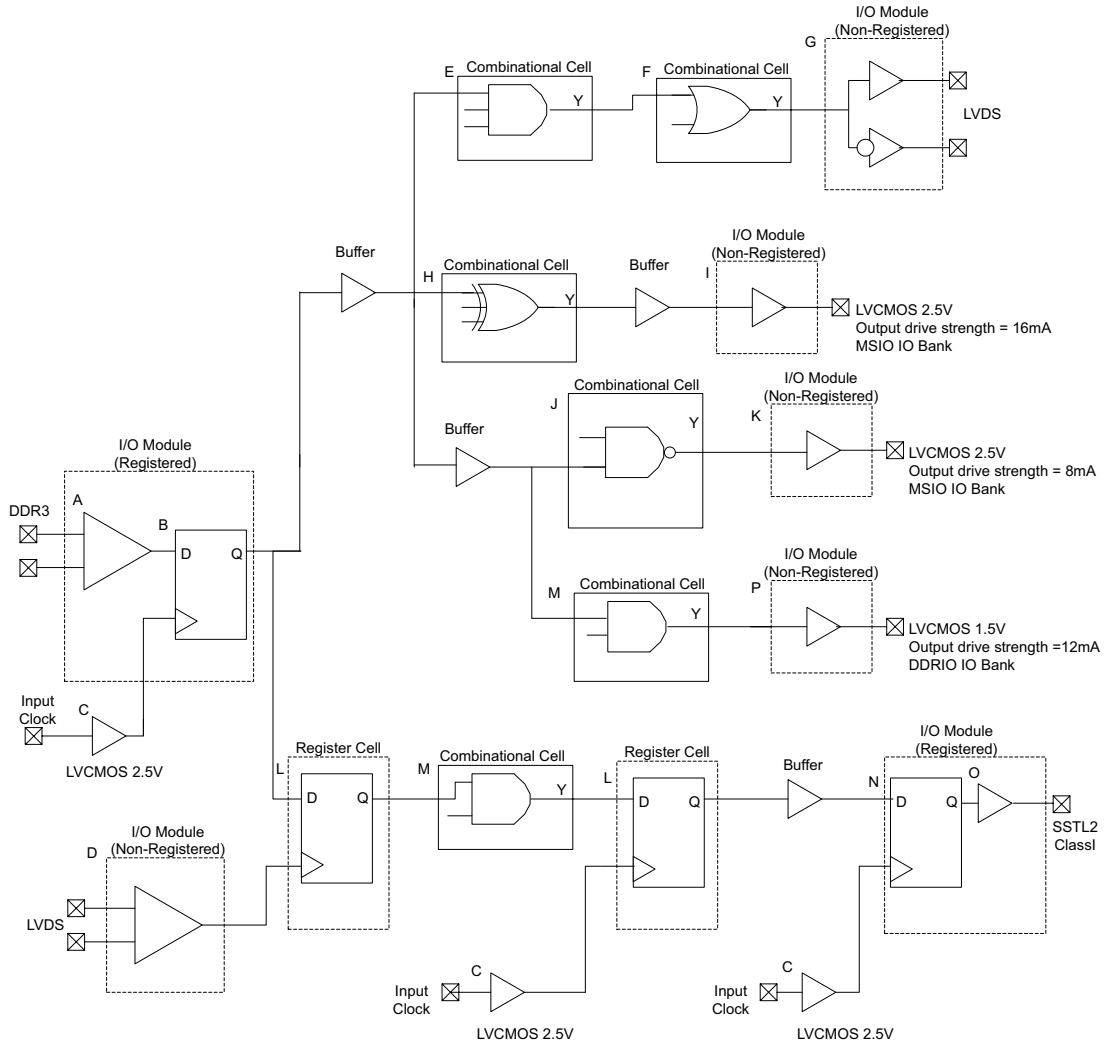 I/O Module
(Non-Registered)
G
E
Combinational Cell
Y
F
Combinational Cell
Y
LVDS
Buffer
H
Combinational Cell
Y
Buffer
I/O Module
(Non-Registered)
I
LVCMOS 2.5V
Output drive strength = 16mA
MSIO IO Bank
Buffer
J
Combinational Cell
Y
I/O Module
(Non-Registered)
K
LVCMOS 2.5V
Output drive strength = 8mA
MSIO IO Bank
I/O Module
(Registered)
DDR3
A
B
D
Q
M
Combinational Cell
Y
I/O Module
(Non-Registered)
P
LVCMOS 1.5V
Output drive strength =12mA
DDRIO IO Bank
Input
Clock
C
LVCMOS 2.5V
Register Cell
L
D
Q
M
Combinational Cell
Y
Register Cell
L
D
Q
Buffer
I/O Module
(Registered)
N
D
Q
O
SSTL2
ClassI
I/O Module
(Non-Registered)
D
LVDS
Input
Clock
C
LVCMOS 2.5V
Input
Clock
C
LVCMOS 2.5V